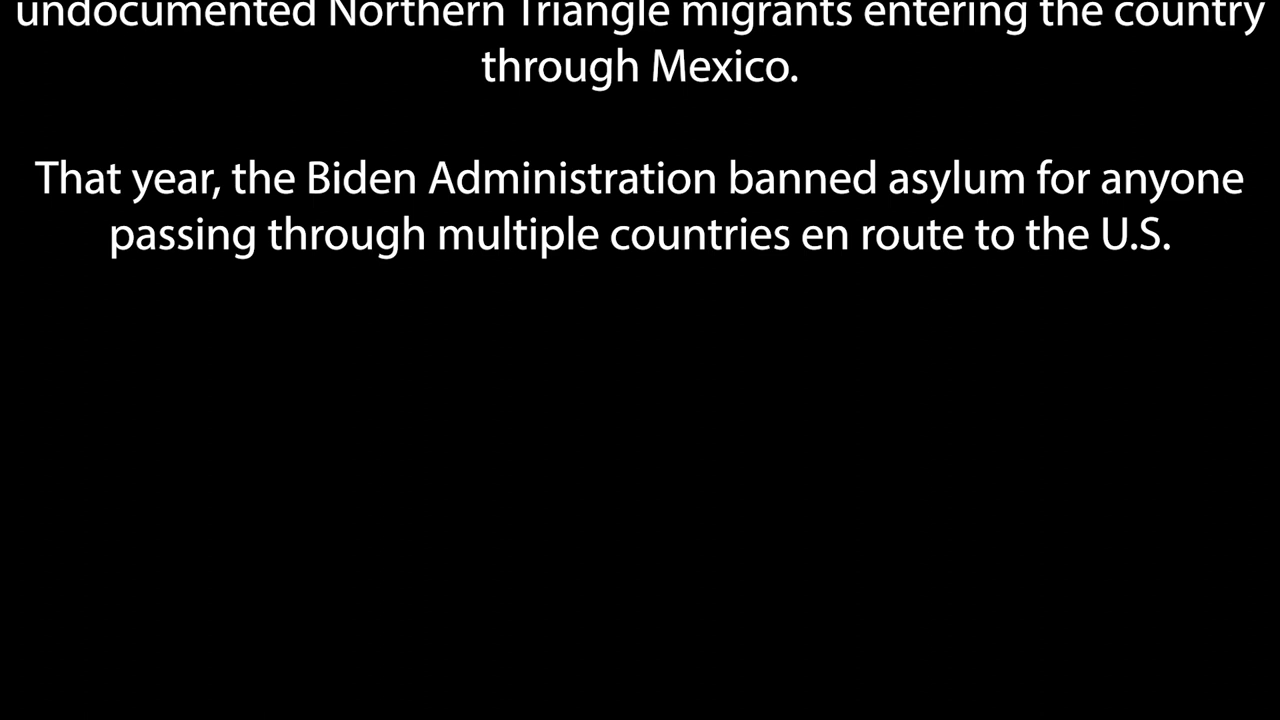 undocumented Northern Triangle migrants entering the country
through Mexico.
That year, the Biden Administration banned asylum for anyone
passing through multiple countries en route to the U.S.